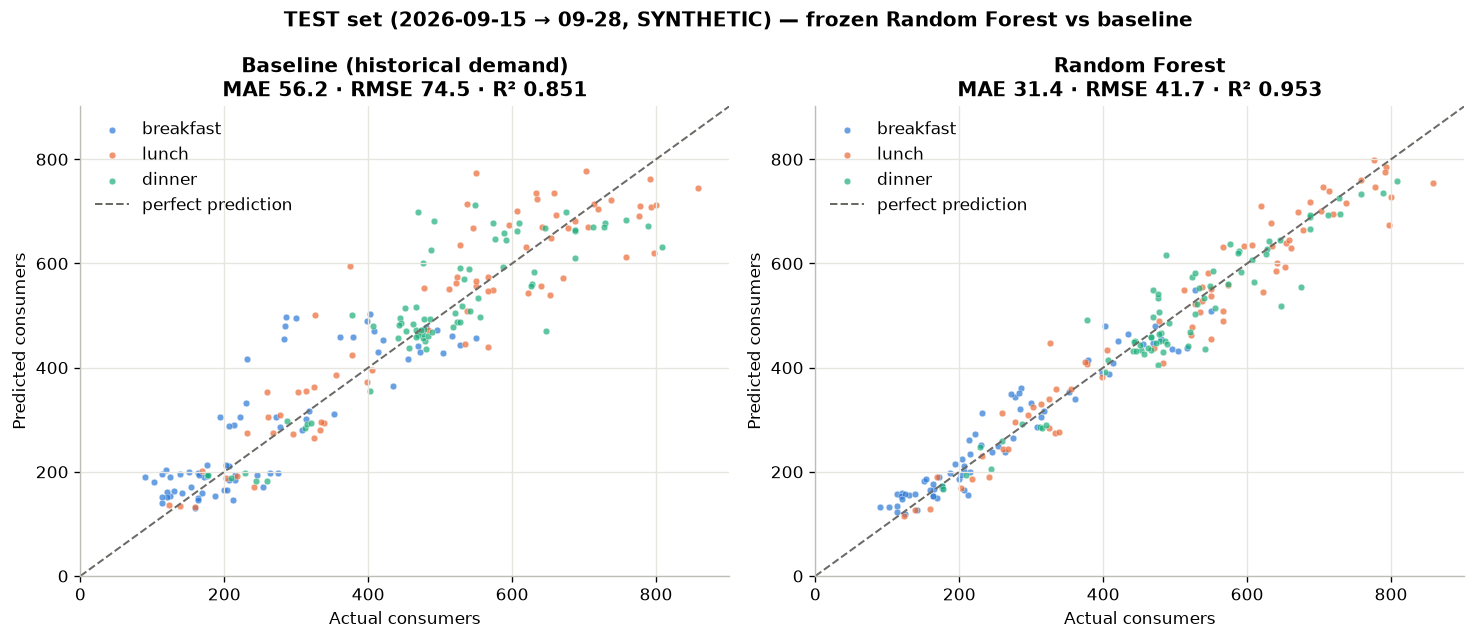 TEST set (2026-09-15 → 09-28, SYNTHETIC) — frozen Random Forest vs baseline
Baseline (historical demand)
MAE 56.2 · RMSE 74.5 · R² 0.851
breakfast
lunch
dinner
perfect prediction
800
600
400
200
0
Predicted consumers
0 200 400 600 800
Actual consumers
Random Forest
MAE 31.4 · RMSE 41.7 · R² 0.953
breakfast
lunch
dinner
perfect prediction
800
600
400
200
0
Predicted consumers
0 200 400 600 800
Actual consumers